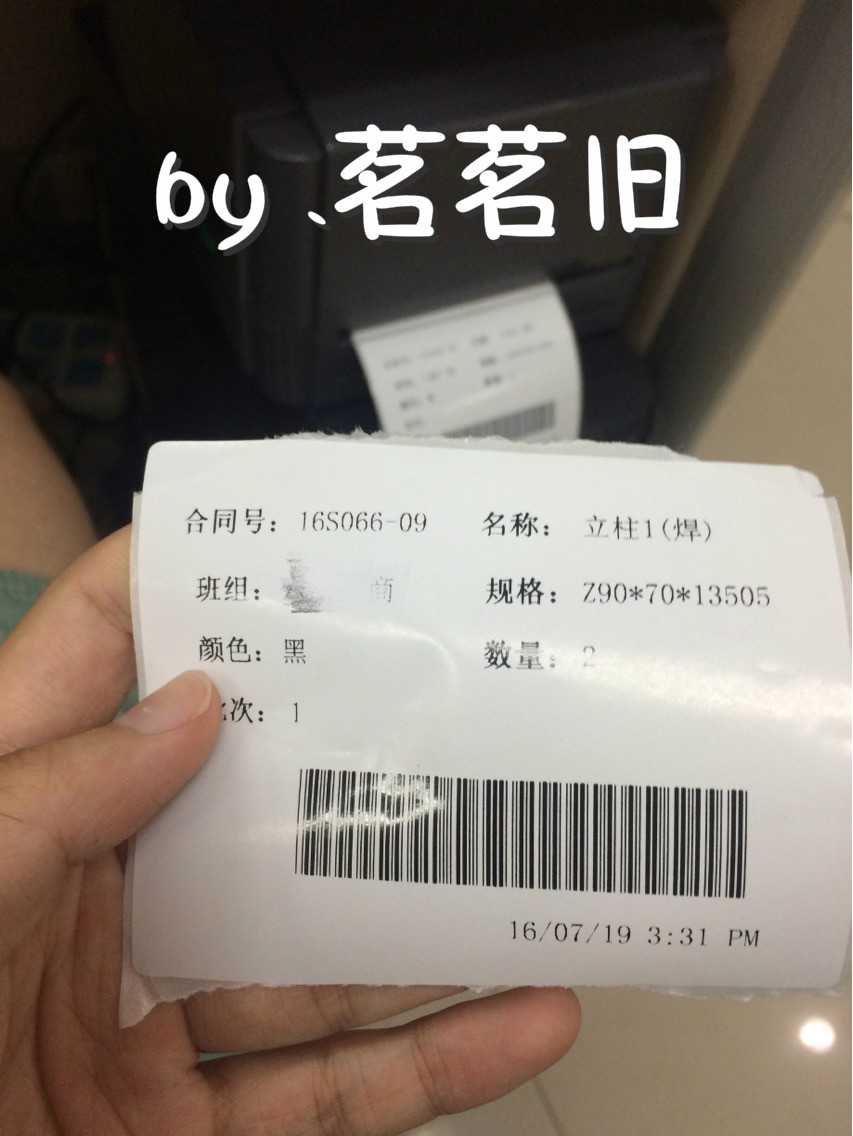 by、茗茗旧
合同号：16S066-09 名称：立柱1(焊)
班组： 商 规格：Z90*70*13505
颜色：黑 数量：2
次：1
16/07/19 3:31 PM